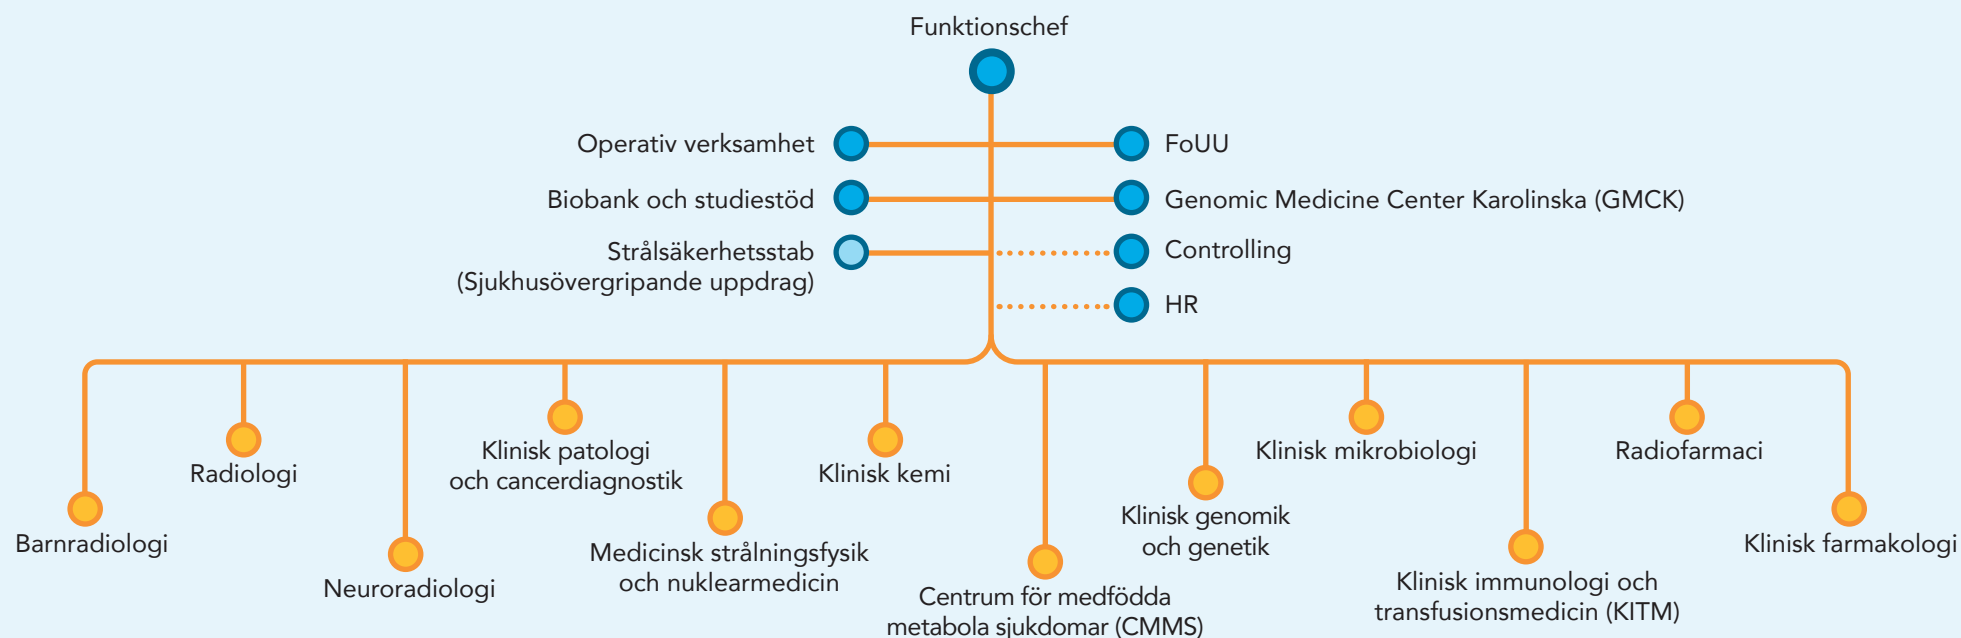 Funktionschef
Operativ verksamhet
FoUU
Biobank och studiestöd
Genomic Medicine Center Karolinska (GMCK)
Strålsäkerhetsstab
(Sjukhusövergripande uppdrag)
Controlling
HR
Barnradiologi
Radiologi
Neuroradiologi
Klinisk patologi
och cancerdiagnostik
Medicinsk strålningsfysik
och nuklearmedicin
Klinisk kemi
Centrum för medfödda
metabola sjukdomar (CMMS)
Klinisk genomik
och genetik
Klinisk mikrobiologi
Klinisk immunologi och
transfusionsmedicin (KITM)
Radiofarmaci
Klinisk farmakologi